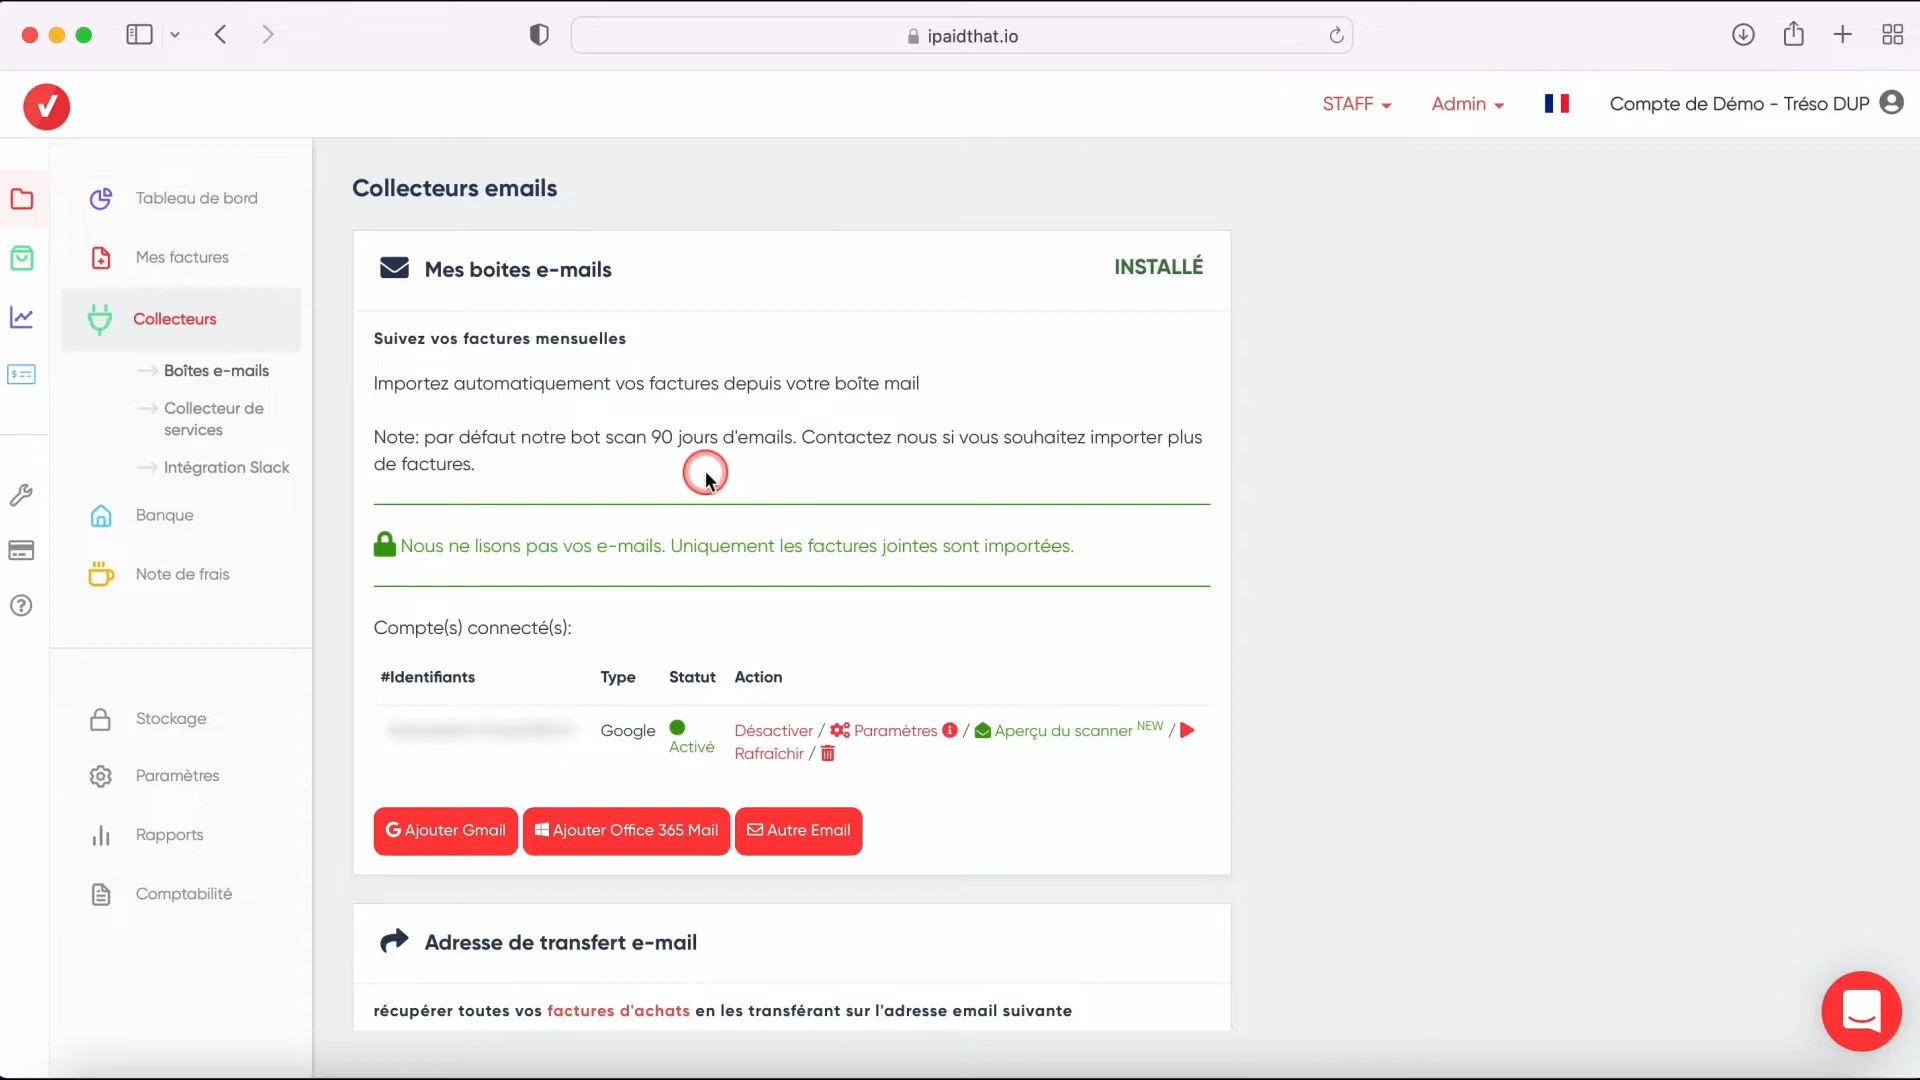 ipaidthat.io
STAFF
Admin
Compte de Démo - Tréso DUP
Tableau de bord
Mes factures
Collecteurs
Boîtes e-mails
Collecteur de
services
Intégration Slack
Banque
Note de frais
Stockage
Paramètres
Rapports
Comptabilité
Collecteurs emails
Mes boites e-mails
INSTALLÉ
Suivez vos factures mensuelles
Importez automatiquement vos factures depuis votre boîte mail
Note: par défaut notre bot scan 90 jours d'emails. Contactez nous si vous souhaitez importer plus
de factures.
Nous ne lisons pas vos e-mails. Uniquement les factures jointes sont importées.
Compte(s) connecté(s):
#Identifiants Type Statut Action
Google Activé Désactiver / Paramètres / Aperçu du scanner NEW /
Rafraîchir /
Ajouter Gmail Ajouter Office 365 Mail Autre Email
Adresse de transfert e-mail
récupérer toutes vos factures d'achats en les transférant sur l'adresse email suivante